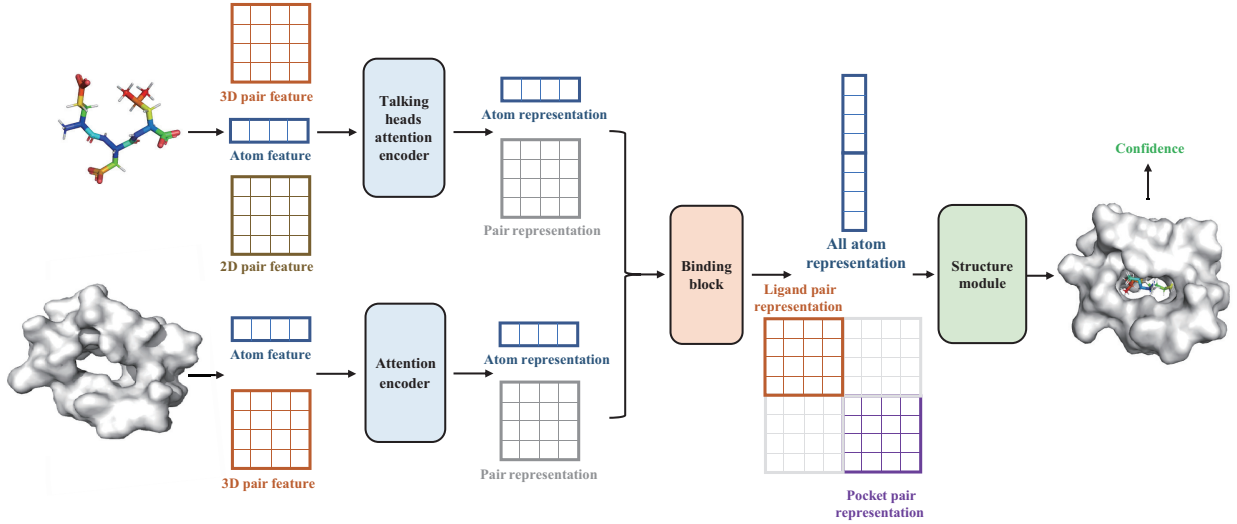 3D pair feature
Atom feature
2D pair feature
Talking
heads
attention
encoder
Atom representation
Pair representation
Atom feature
3D pair feature
Attention
encoder
Atom representation
Pair representation
Binding
block
All atom
representation
Ligand pair
representation
Pocket pair
representation
Structure
module
Confidence